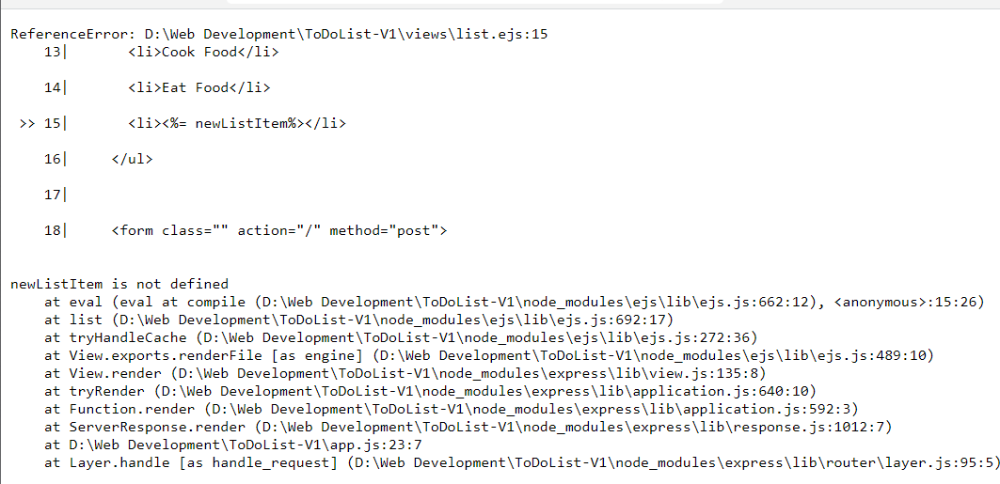 ReferenceError: D:\Web Development\ToDoList-V1\views\list.ejs:15
13| <li>Cook Food</li>
14| <li>Eat Food</li>
>> 15| <li><%= newListItem%></li>
16| </ul>
17|
18| <form class="" action="/" method="post">
newListItem is not defined
at eval (eval at compile (D:\Web Development\ToDoList-V1\node_modules\ejs\lib\ejs.js:662:12), <anonymous>:15:26)
at list (D:\Web Development\ToDoList-V1\node_modules\ejs\lib\ejs.js:692:17)
at tryHandleCache (D:\Web Development\ToDoList-V1\node_modules\ejs\lib\ejs.js:272:36)
at View.exports.renderFile [as engine] (D:\Web Development\ToDoList-V1\node_modules\ejs\lib\ejs.js:489:10)
at View.render (D:\Web Development\ToDoList-V1\node_modules\express\lib\view.js:135:8)
at tryRender (D:\Web Development\ToDoList-V1\node_modules\express\lib\application.js:640:10)
at Function.render (D:\Web Development\ToDoList-V1\node_modules\express\lib\application.js:592:3)
at ServerResponse.render (D:\Web Development\ToDoList-V1\node_modules\express\lib\response.js:1012:7)
at D:\Web Development\ToDoList-V1\app.js:23:7
at Layer.handle [as handle_request] (D:\Web Development\ToDoList-V1\node_modules\express\lib\router\layer.js:95:5)